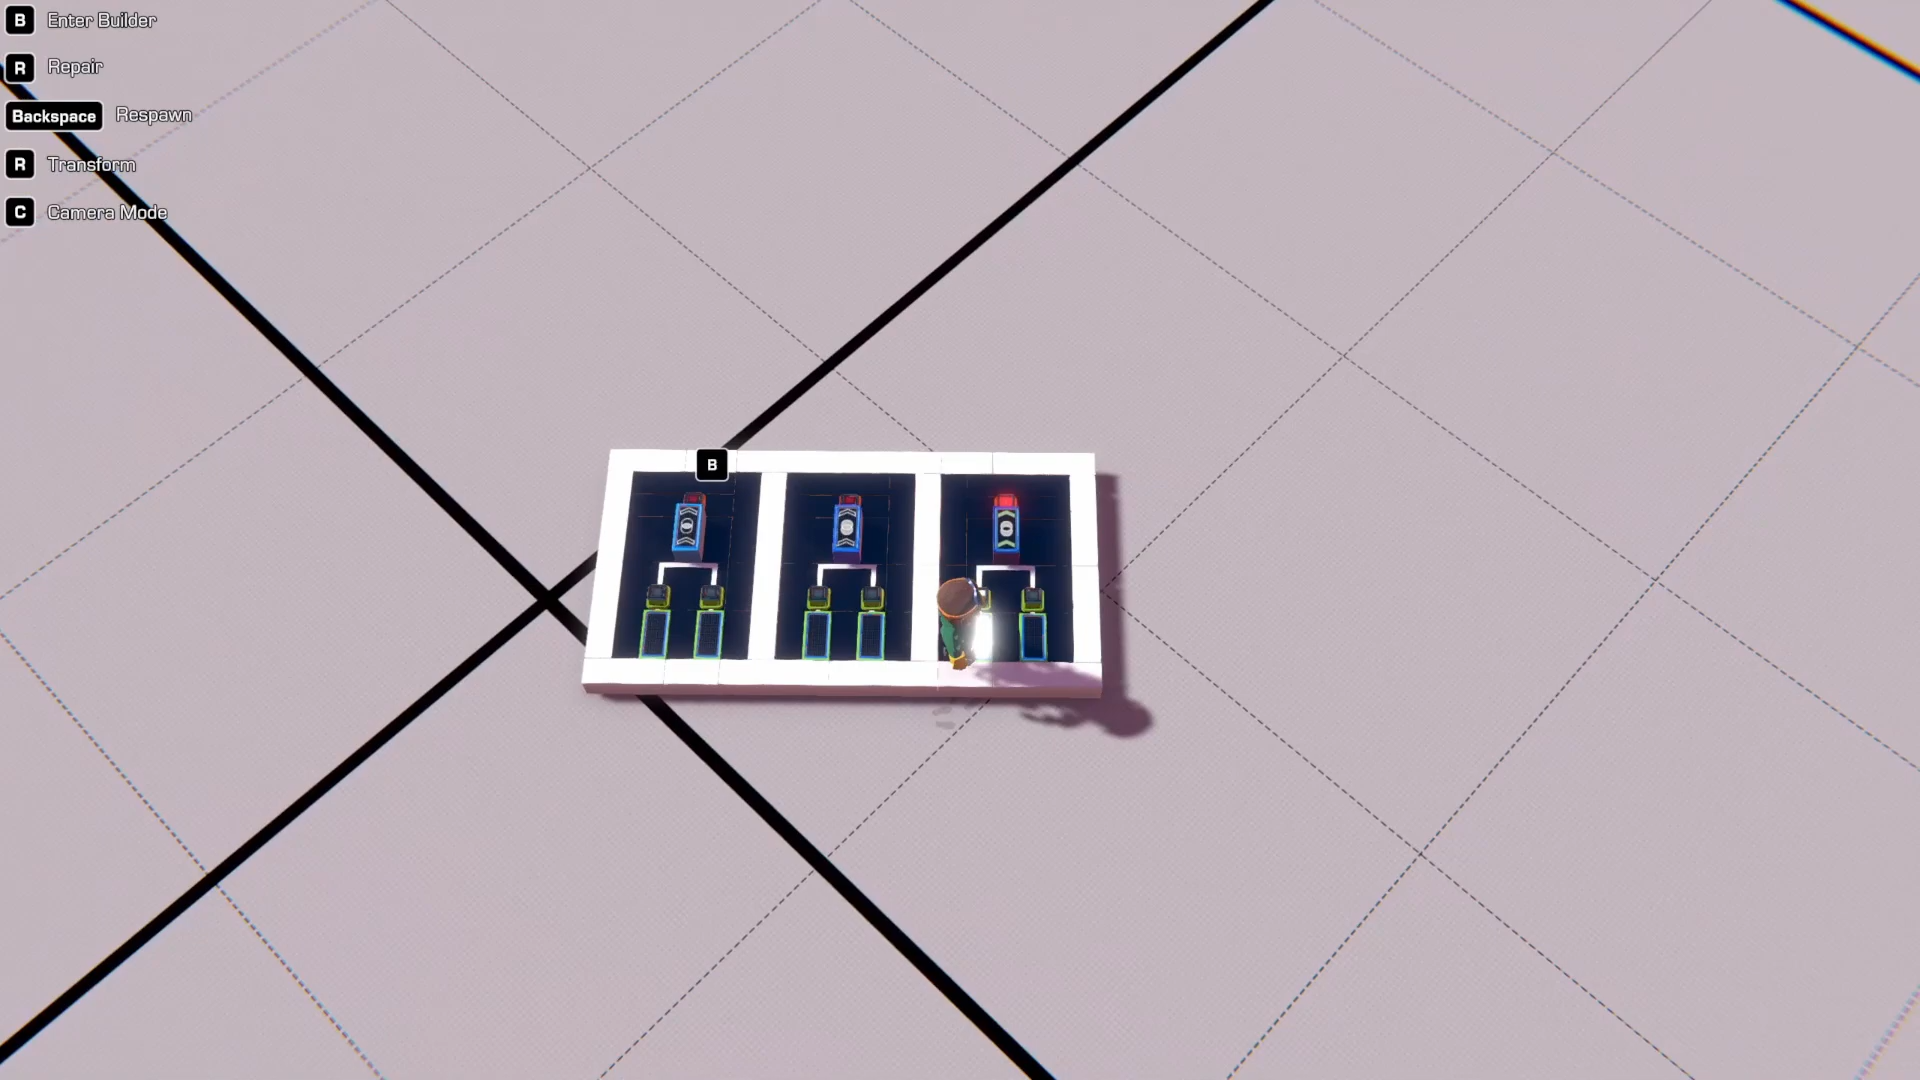 B Enter Builder
R Repair
Backspace Respawn
R Transform
C Camera Mode
B